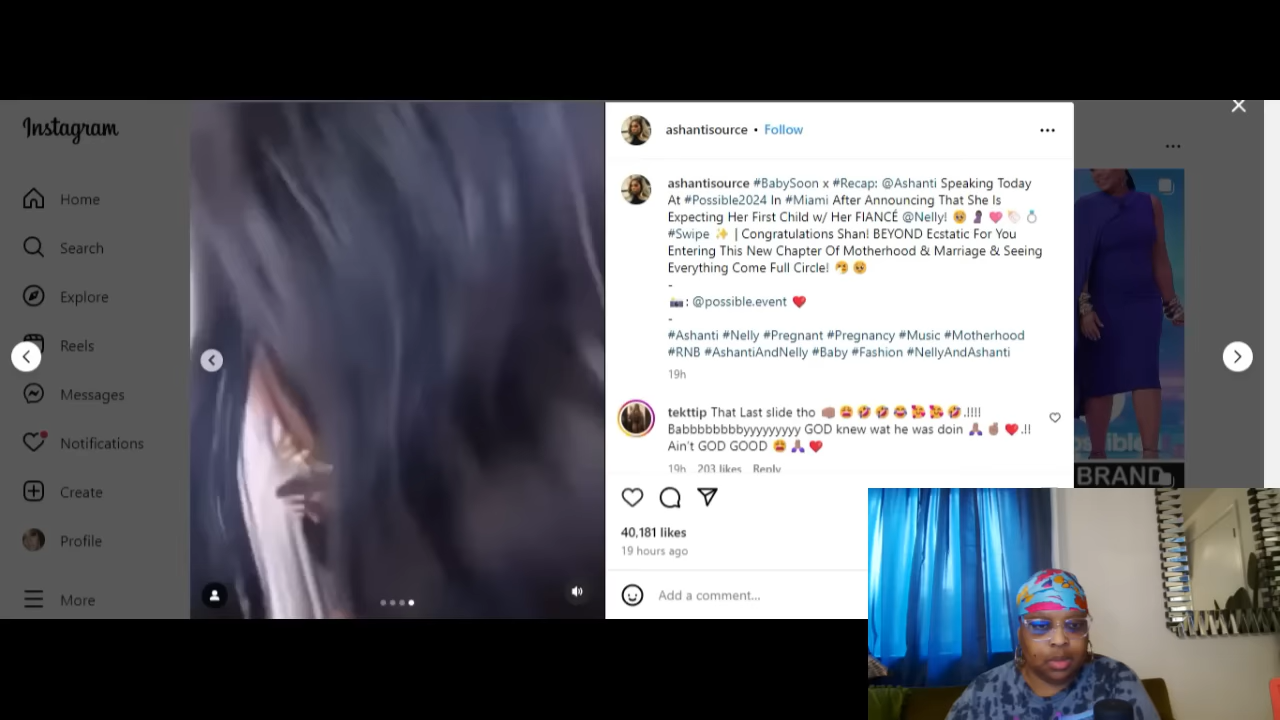 Instagram
Home
Search
Explore
Reels
Messages
Notifications
Create
Profile
More
ashantisource • Follow
ashantisource #BabySoon x #Recap: @Ashanti Speaking Today
At #Possible2024 In #Miami After Announcing That She Is
Expecting Her First Child w/ Her FIANCÉ @Nelly! 🥹 🤰🏽 💗 🍼 💍
#Swipe ✨ | Congratulations Shan! BEYOND Ecstatic For You
Entering This New Chapter Of Motherhood & Marriage & Seeing
Everything Come Full Circle! 🤧 🥹
-
📸: @possible.event ❤️
-
#Ashanti #Nelly #Pregnant #Pregnancy #Music #Motherhood
#RNB #AshantiAndNelly #Baby #Fashion #NellyAndAshanti
19h
tekttip That Last slide tho 👊🏽 🤩 🤣 🤣 😂 🥰 🥰 🤣.!!!!
Babbbbbbbbyyyyyyyy GOD knew wat he was doin 🙏🏽 ☝🏽 ❤️.!!
Ain't GOD GOOD 🤩 🙏🏽 ❤️
19h 203 likes Reply
40,181 likes
19 hours ago
Add a comment...
BRAND